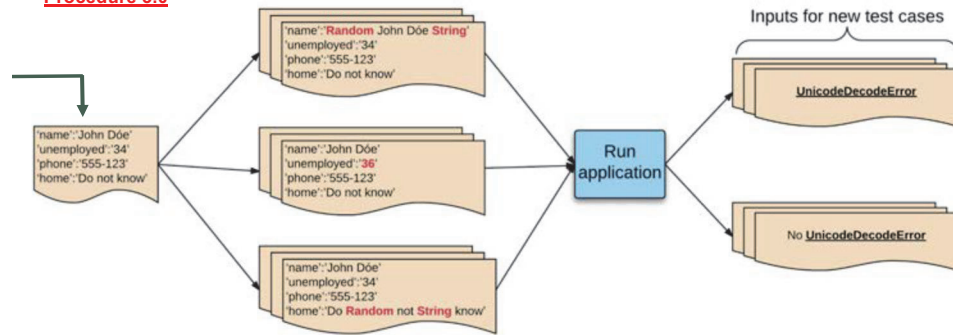 Inputs for new test cases
'name':'Random John Dóe String'
'unemployed':'34'
'phone':'555-123'
'home':'Do not know'
'name':'John Dóe'
'unemployed':'34'
'phone':'555-123'
'home':'Do not know'
'name':'John Dóe'
'unemployed':'36'
'phone':'555-123'
'home':'Do not know'
'name':'John Dóe'
'unemployed':'34'
'phone':'555-123'
'home':'Do Random not String know'
Run
application
UnicodeDecodeError
No UnicodeDecodeError